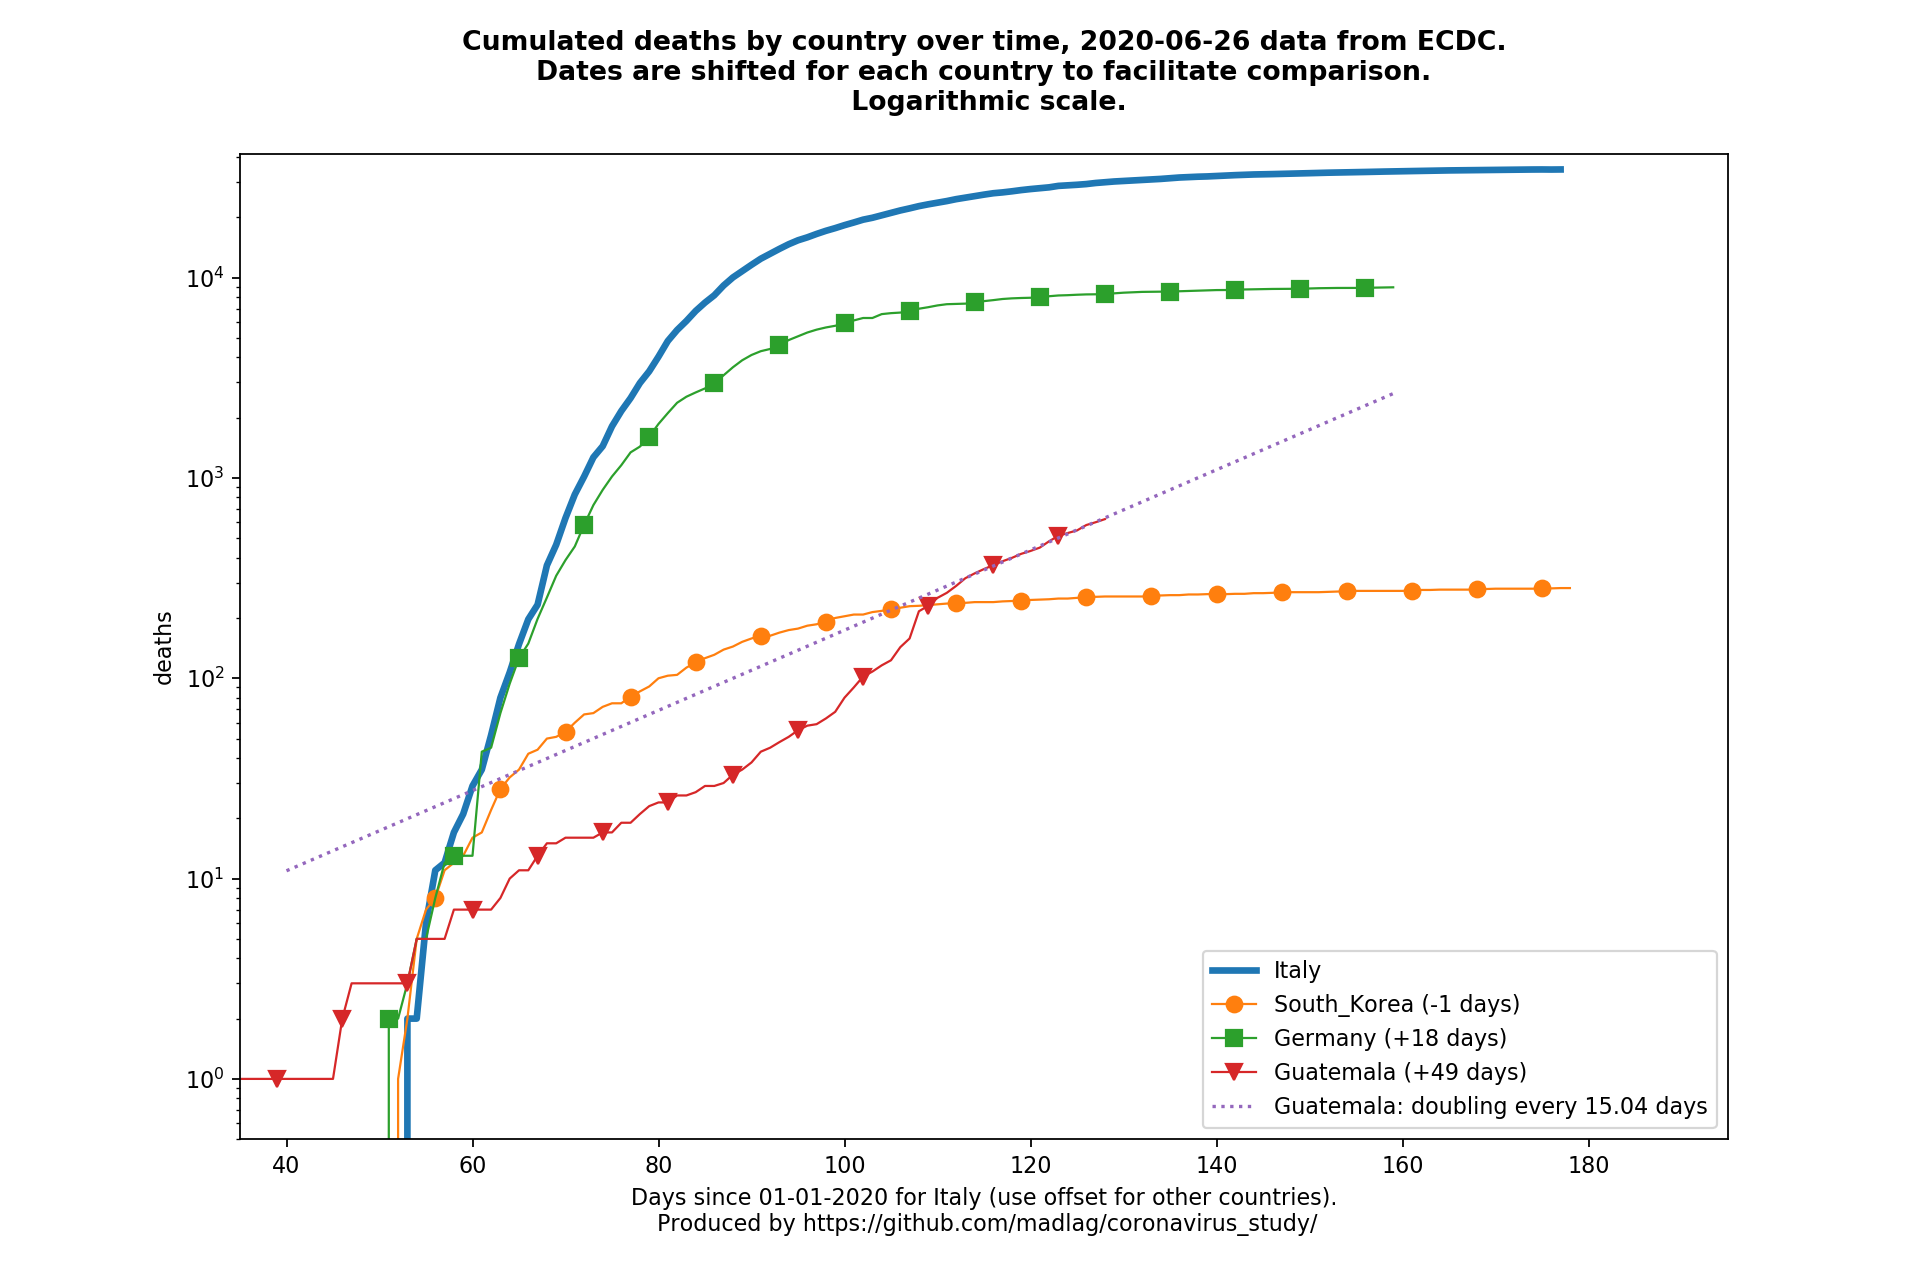 Cumulated deaths by country over time, 2020-06-26 data from ECDC.
Dates are shifted for each country to facilitate comparison.
Logarithmic scale.
deaths
10^4
10^3
10^2
10^1
10^0
Italy
South_Korea (-1 days)
Germany (+18 days)
Guatemala (+49 days)
Guatemala: doubling every 15.04 days
40 60 80 100 120 140 160 180
Days since 01-01-2020 for Italy (use offset for other countries).
Produced by https://github.com/madlag/coronavirus_study/